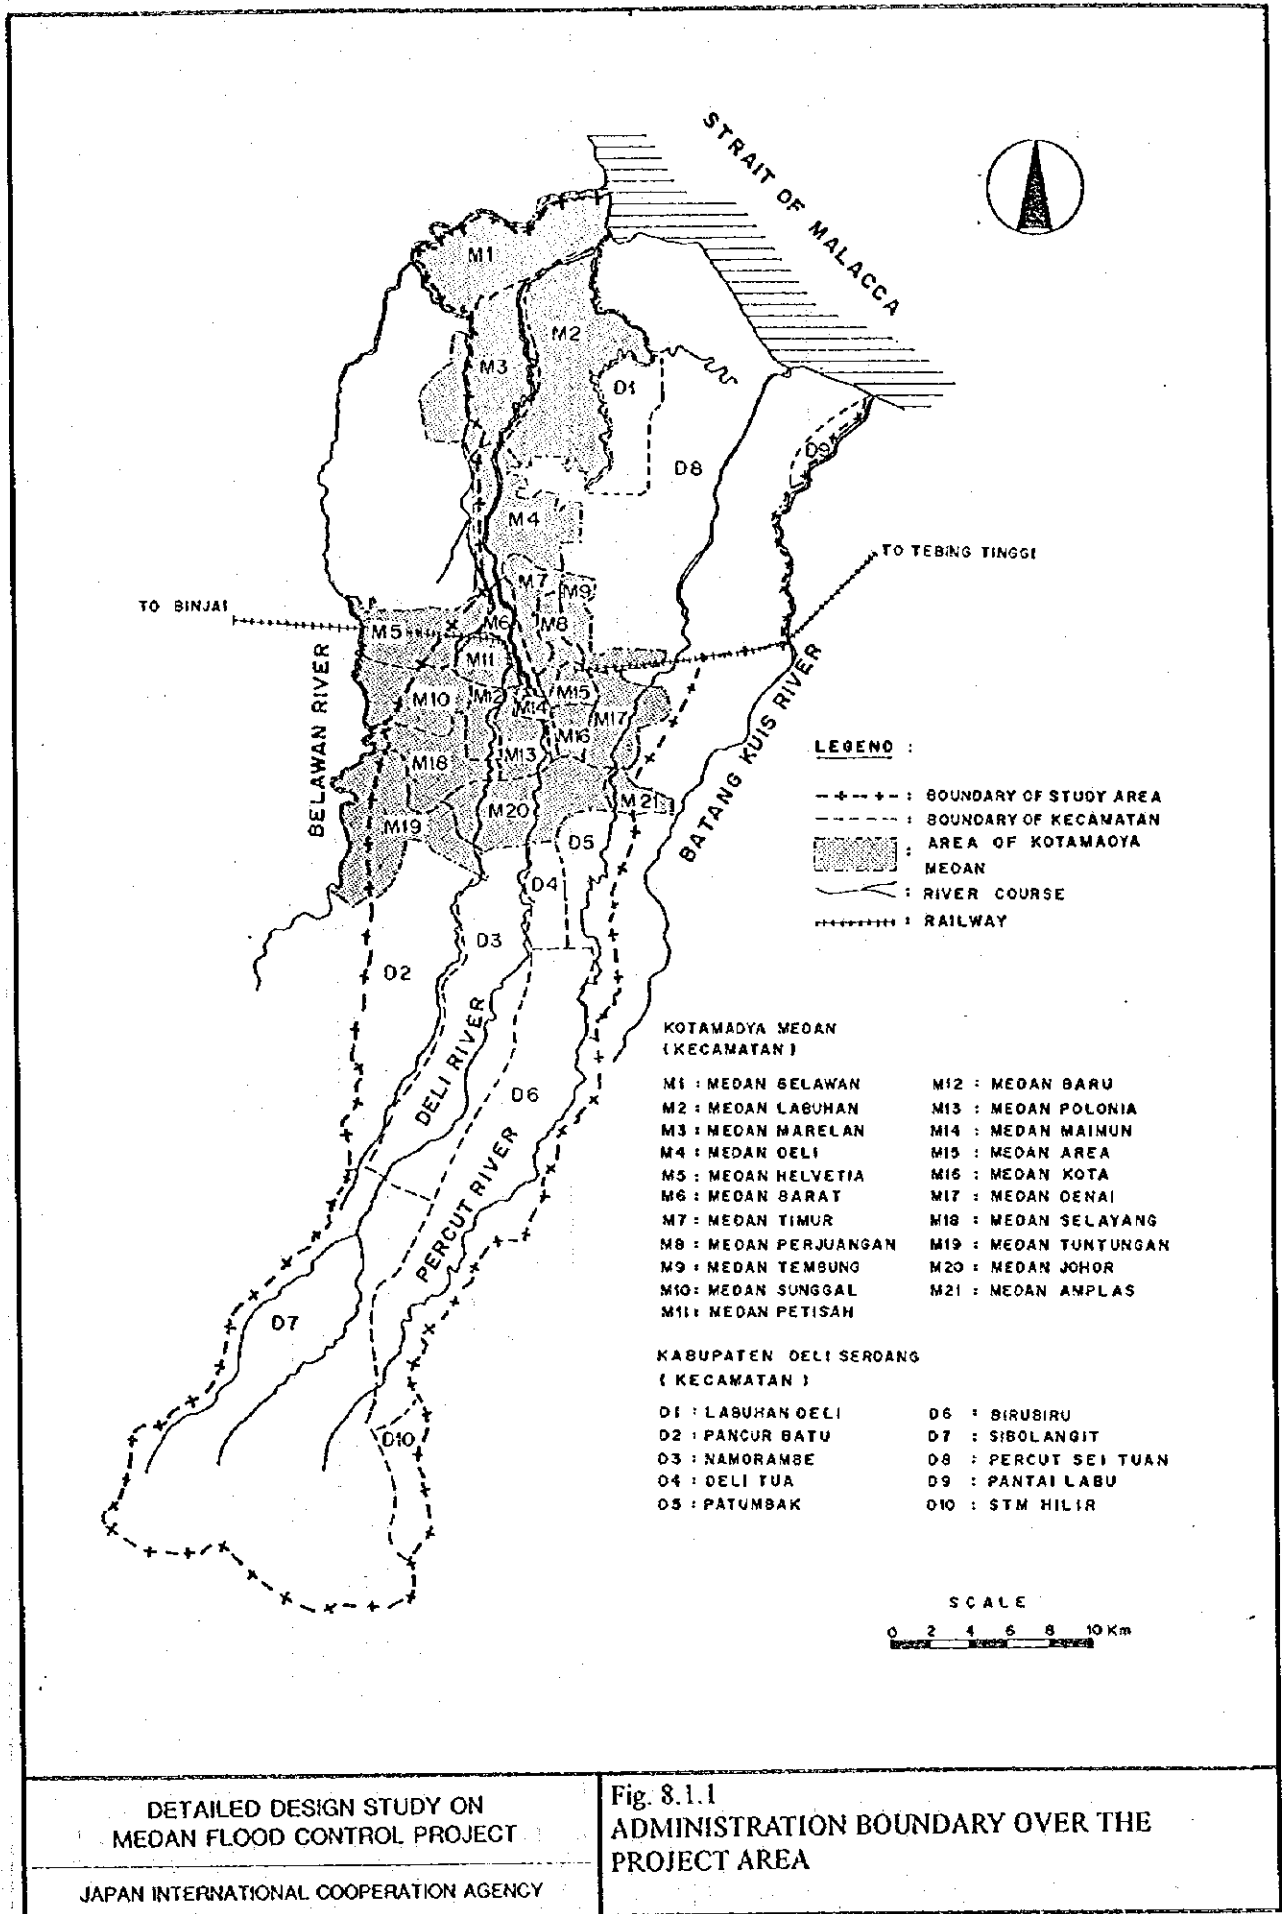 STRAIT OF MALACCA
M1
M2
M3
D1
D9
D8
M4
TO TEBING TINGGI
M7
M9
TO BINJAI
M5
M6
M8
M11
M10
M12
M15
M14
M17
M16
M18
M13
BELAWAN RIVER
BATANG KUIS RIVER
M20
M21
M19
D5
D4
D3
D2
DELI RIVER
D6
PERCUT RIVER
D7
D10
LEGEND :
BOUNDARY OF STUDY AREA
BOUNDARY OF KECAMATAN
AREA OF KOTAMADYA
MEDAN
RIVER COURSE
RAILWAY
KOTAMADYA MEDAN
(KECAMATAN)
M1 : MEDAN BELAWAN
M2 : MEDAN LABUHAN
M3 : MEDAN MARELAN
M4 : MEDAN DELI
M5 : MEDAN HELVETIA
M6 : MEDAN BARAT
M7 : MEDAN TIMUR
M8 : MEDAN PERJUANGAN
M9 : MEDAN TEMBUNG
M10 : MEDAN SUNGGAL
M11 : MEDAN PETISAH
M12 : MEDAN BARU
M13 : MEDAN POLONIA
M14 : MEDAN MAIMUN
M15 : MEDAN AREA
M16 : MEDAN KOTA
M17 : MEDAN DENAI
M18 : MEDAN SELAYANG
M19 : MEDAN TUNTUNGAN
M20 : MEDAN JOHOR
M21 : MEDAN AMPLAS
KABUPATEN DELI SERDANG
( KECAMATAN )
D1 : LABUHAN DELI
D2 : PANCUR BATU
D3 : NAMORAMBE
D4 : DELI TUA
D5 : PATUMBAK
D6 : BIRUBIRU
D7 : SIBOLANGIT
D8 : PERCUT SEI TUAN
D9 : PANTAI LABU
D10 : STM HILIR
SCALE
0 2 4 6 8 10 Km
DETAILED DESIGN STUDY ON
MEDAN FLOOD CONTROL PROJECT
JAPAN INTERNATIONAL COOPERATION AGENCY
Fig. 8.1.1
ADMINISTRATION BOUNDARY OVER THE
PROJECT AREA